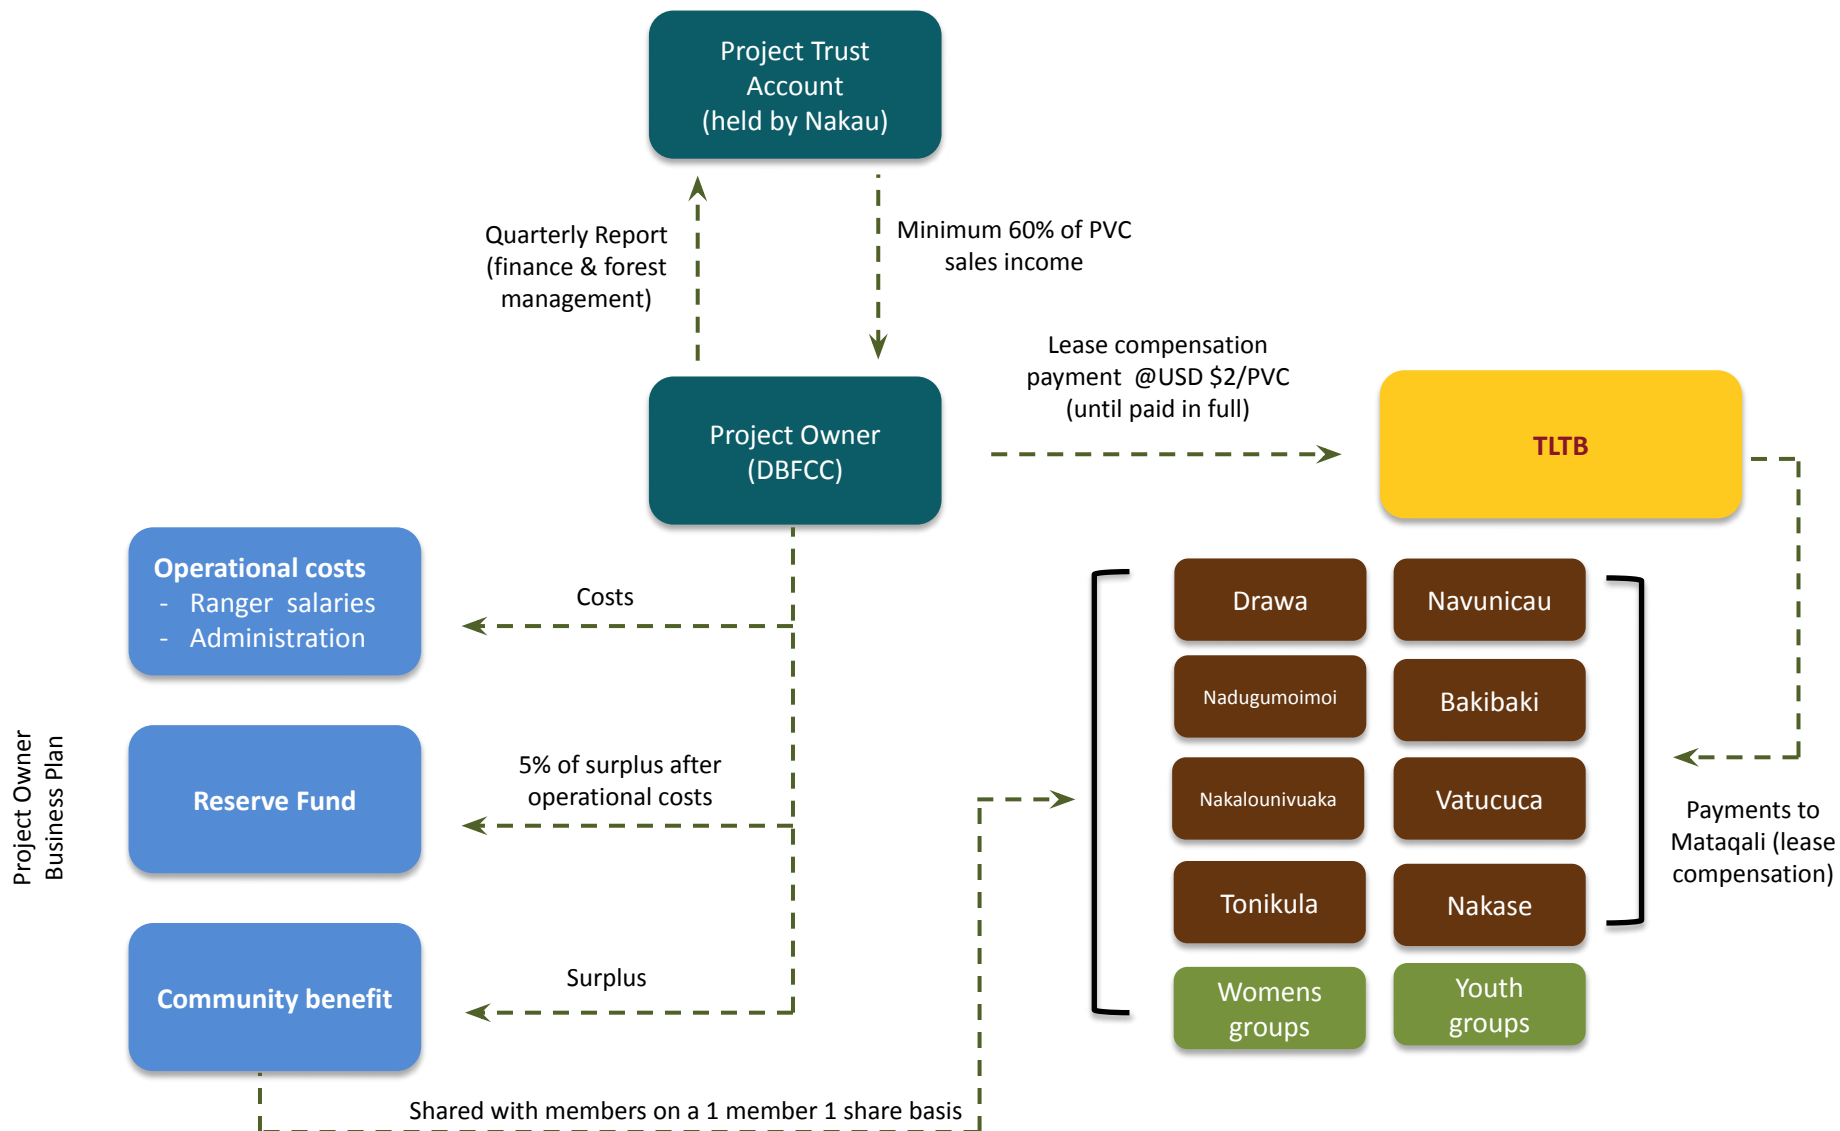 Project Trust
Account
(held by Nakau)
Quarterly Report
(finance & forest
management)
Minimum 60% of PVC
sales income
Lease compensation
payment @USD $2/PVC
(until paid in full)
Project Owner
(DBFCC)
TLTB
Operational costs
- Ranger salaries
- Administration
Costs
Drawa
Navunicau
Nadugumoimoi
Bakibaki
Project Owner
Business Plan
Reserve Fund
5% of surplus after
operational costs
Nakalounivuaka
Vatucuca
Payments to
Mataqali (lease
compensation)
Tonikula
Nakase
Community benefit
Surplus
Womens
groups
Youth
groups
Shared with members on a 1 member 1 share basis